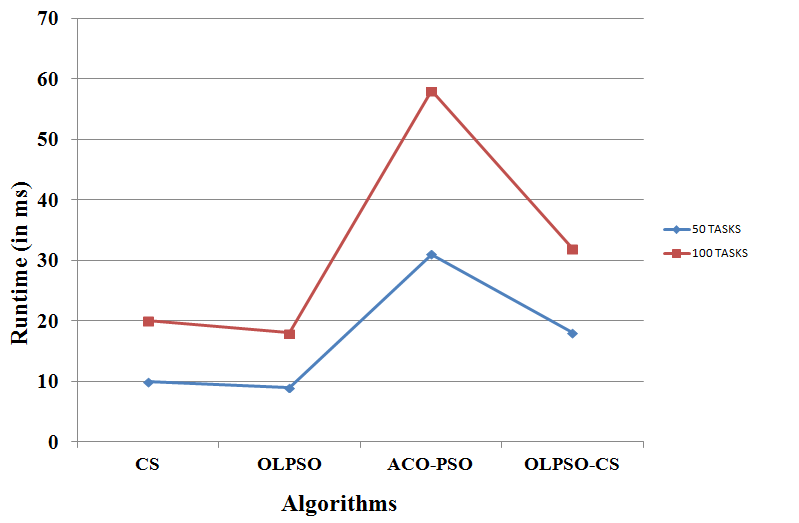 70
60
50
40
30
20
10
0
Runtime (in ms)
CS OLPSO ACO-PSO OLPSO-CS
Algorithms
50 TASKS
100 TASKS